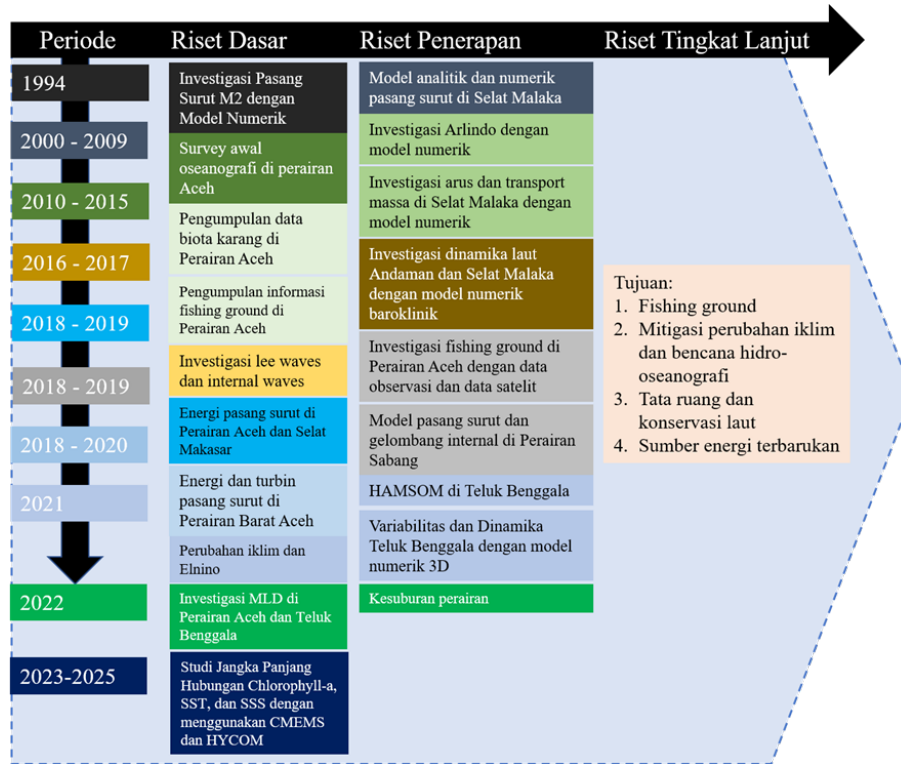 Periode
Riset Dasar
Riset Penerapan
Riset Tingkat Lanjut
1994
2000 - 2009
2010 - 2015
2016 - 2017
2018 - 2019
2018 - 2019
2018 - 2020
2021
2022
2023-2025
Investigasi Pasang
Surut M2 dengan
Model Numerik
Survey awal
oseanografi di perairan
Aceh
Pengumpulan data
biota karang di
Perairan Aceh
Pengumpulan informasi
fishing ground di
Perairan Aceh
Investigasi lee waves
dan internal waves
Energi pasang surut di
Perairan Aceh dan Selat
Makasar
Energi dan turbin
pasang surut di
Perairan Barat Aceh
Perubahan iklim dan
Elnino
Investigasi MLD di
Perairan Aceh dan Teluk
Benggala
Studi Jangka Panjang
Hubungan Chlorophyll-a,
SST, dan SSS dengan
menggunakan CMEMS
dan HYCOM
Model analitik dan numerik
pasang surut di Selat Malaka
Investigasi Arlindo dengan
model numerik
Investigasi arus dan transport
massa di Selat Malaka dengan
model numerik
Investigasi dinamika laut
Andaman dan Selat Malaka
dengan model numerik
baroklinik
Investigasi fishing ground di
Perairan Aceh dengan data
observasi dan data satelit
Model pasang surut dan
gelombang internal di Perairan
Sabang
HAMSOM di Teluk Benggala
Variabilitas dan Dinamika
Teluk Benggala dengan model
numerik 3D
Kesuburan perairan
Tujuan:
1. Fishing ground
2. Mitigasi perubahan iklim
dan bencana hidro-
oseanografi
3. Tata ruang dan
konservasi laut
4. Sumber energi terbarukan